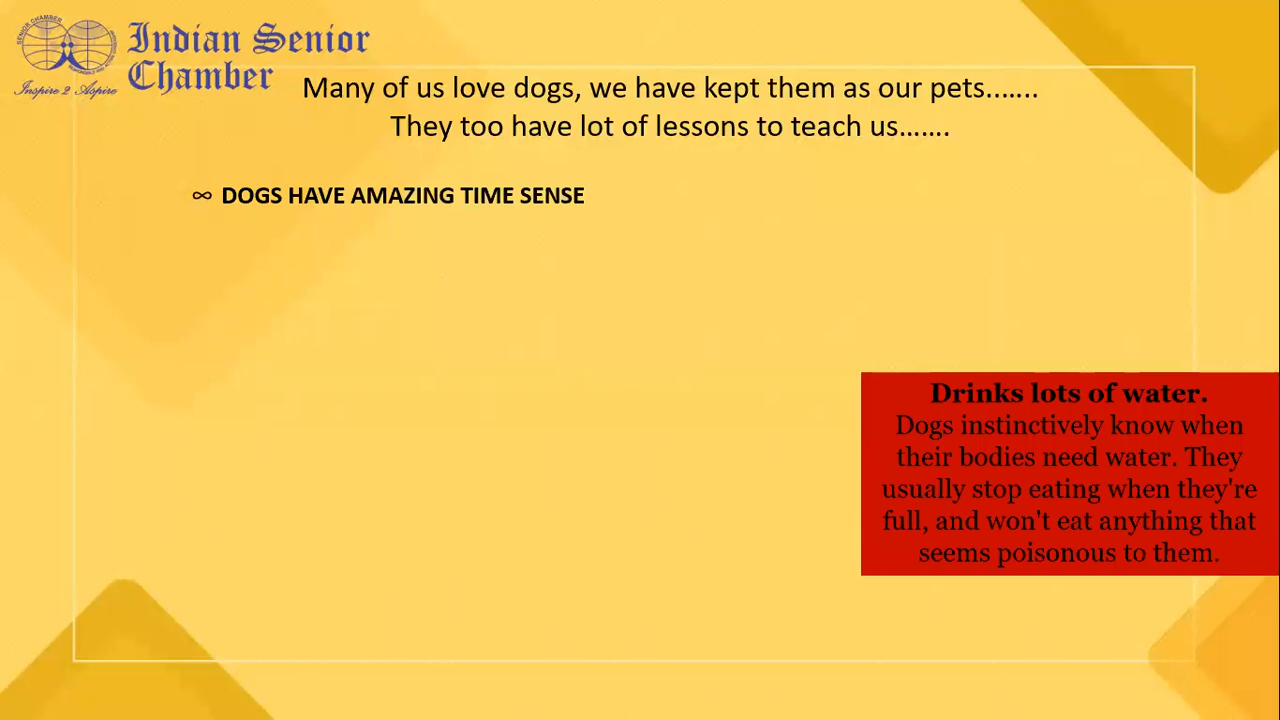 Indian Senior
Chamber
Inspire 2 Aspire
Many of us love dogs, we have kept them as our pets.......
They too have lot of lessons to teach us…….
∞ DOGS HAVE AMAZING TIME SENSE
Drinks lots of water.
Dogs instinctively know when
their bodies need water. They
usually stop eating when they're
full, and won't eat anything that
seems poisonous to them.